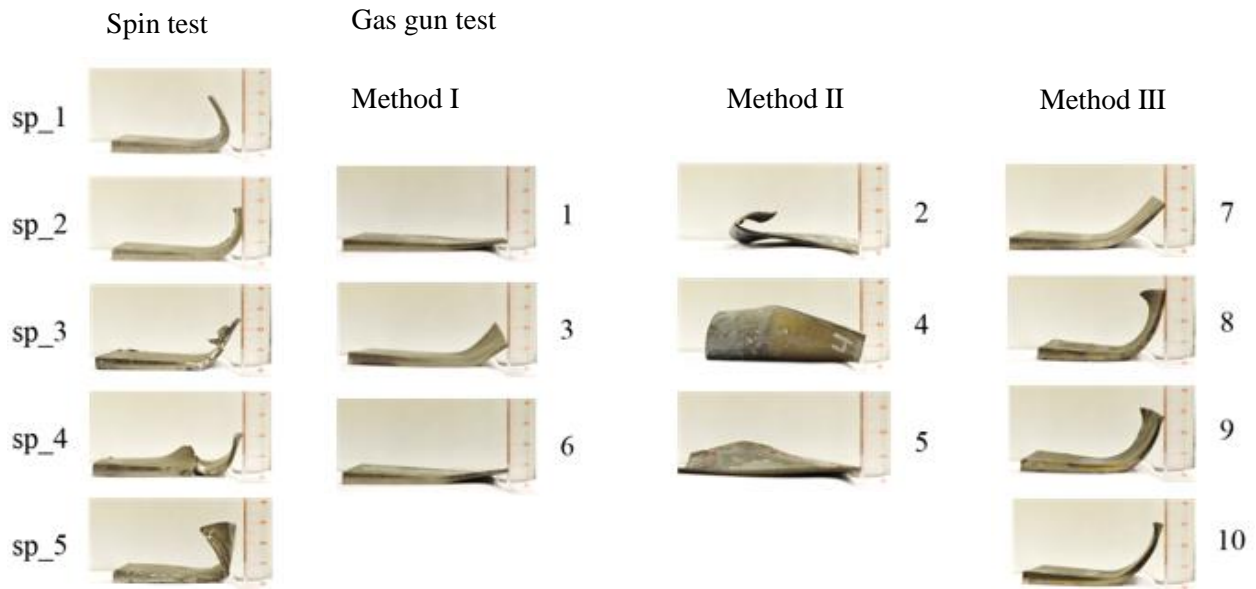 Spin test
Gas gun test
Method I
Method II
Method III
sp_1
sp_2
sp_3
sp_4
sp_5
1
3
6
2
4
5
4
7
8
9
10